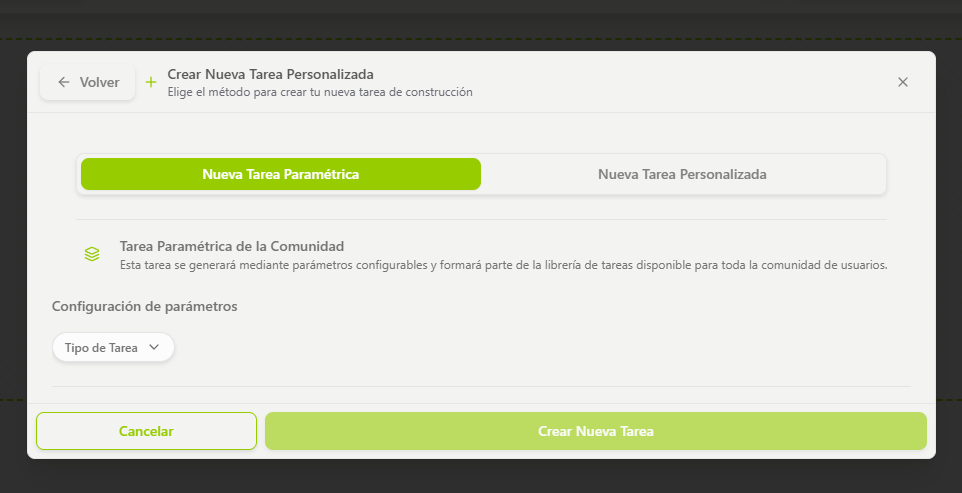 Volver
Crear Nueva Tarea Personalizada
Elige el método para crear tu nueva tarea de construcción
Nueva Tarea Paramétrica
Nueva Tarea Personalizada
Tarea Paramétrica de la Comunidad
Esta tarea se generará mediante parámetros configurables y formará parte de la librería de tareas disponible para toda la comunidad de usuarios.
Configuración de parámetros
Tipo de Tarea
Cancelar
Crear Nueva Tarea